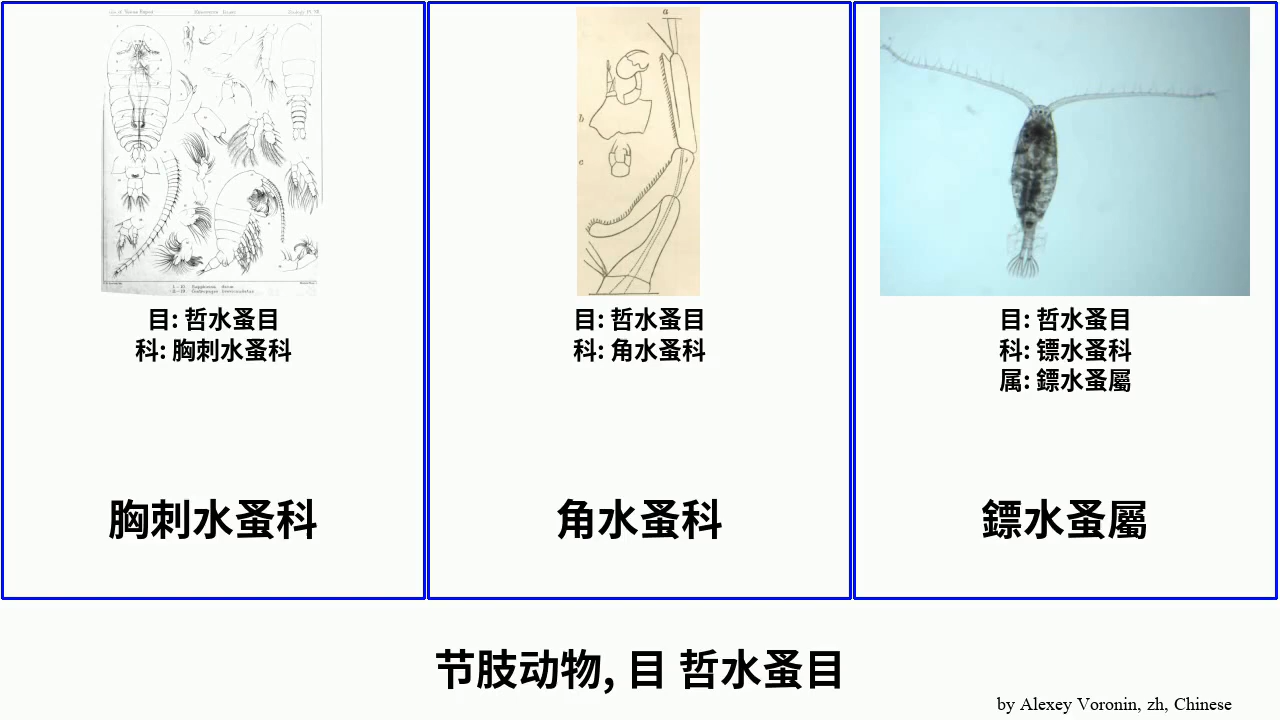 a
b
c
目: 哲水蚤目
科: 胸刺水蚤科
目: 哲水蚤目
科: 角水蚤科
目: 哲水蚤目
科: 镖水蚤科
属: 鏢水蚤屬
胸刺水蚤科
角水蚤科
鏢水蚤屬
节肢动物, 目 哲水蚤目
by Alexey Voronin, zh, Chinese